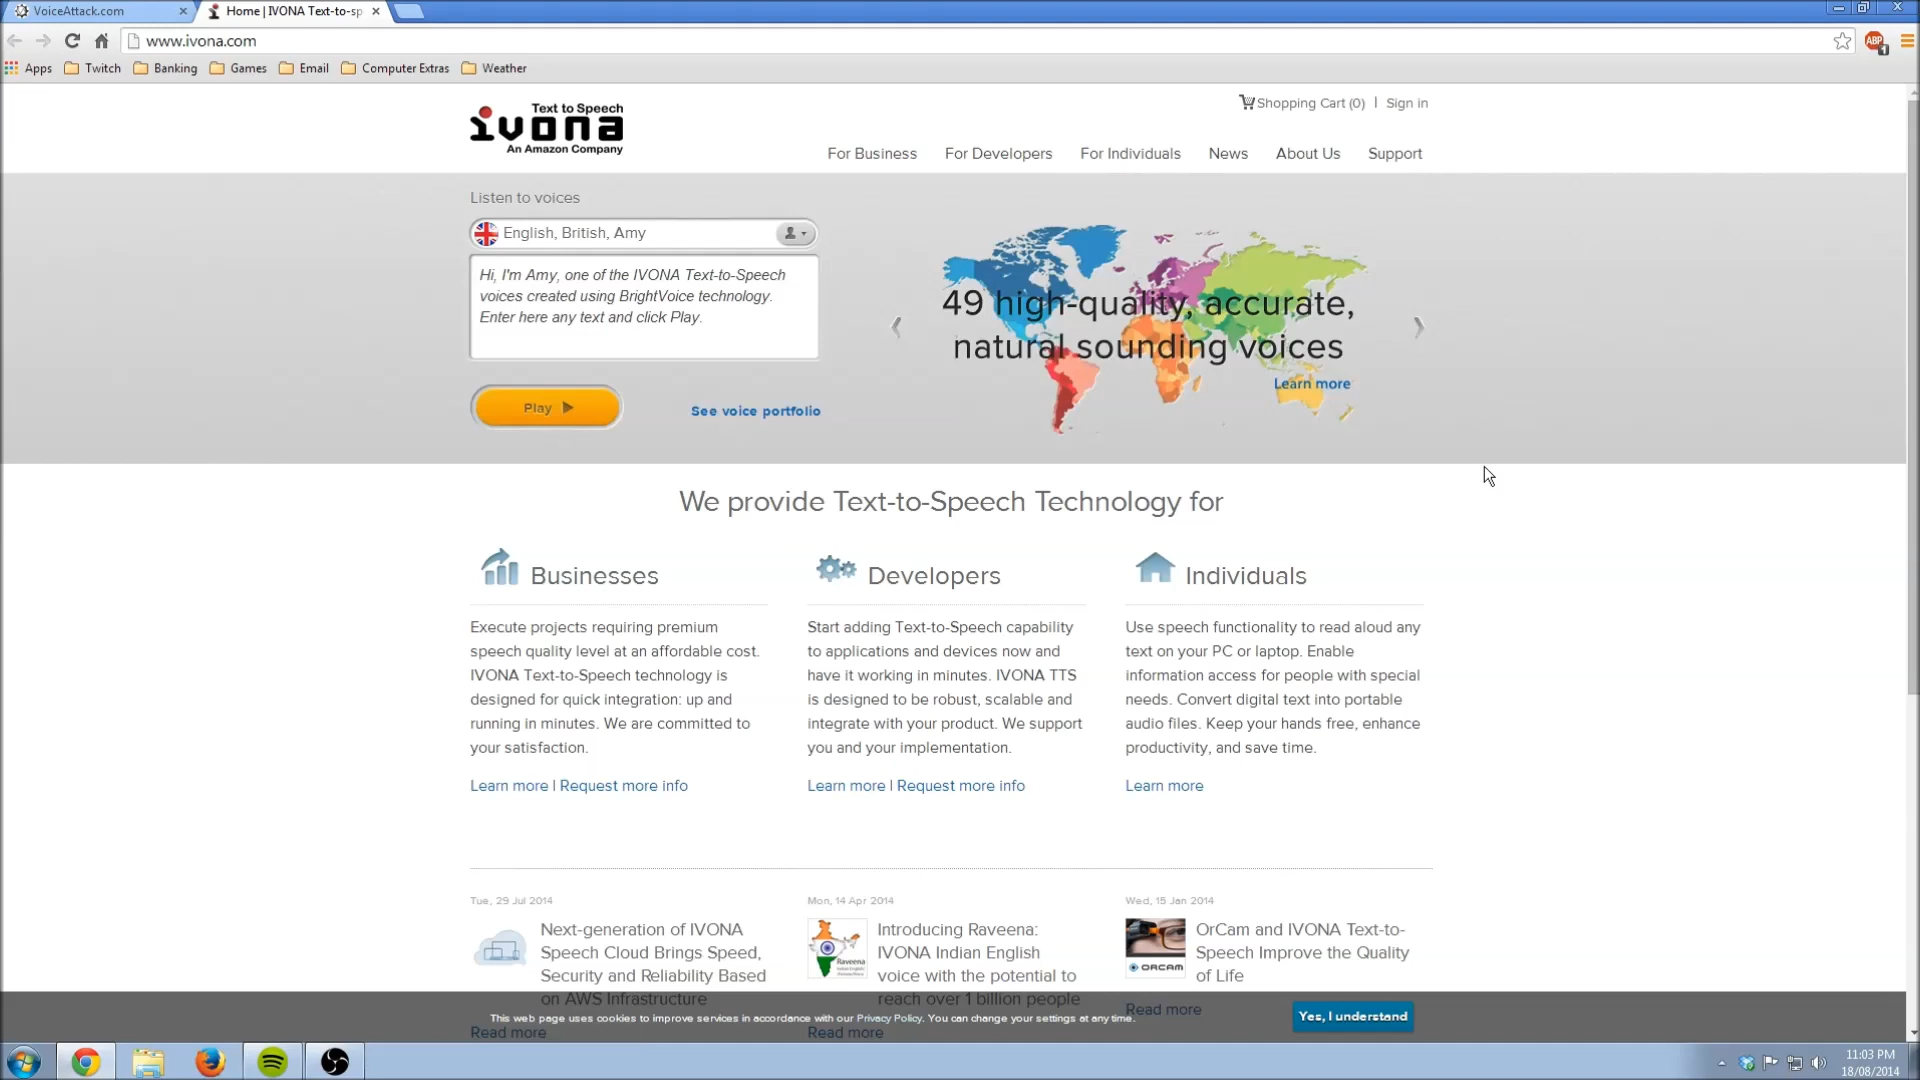 VoiceAttack.com
Home | IVONA Text-to-sp
www.ivona.com
ABP
1
Apps
Twitch
Banking
Games
Email
Computer Extras
Weather
Text to Speech
ivona
An Amazon Company
Shopping Cart (0) | Sign in
For Business
For Developers
For Individuals
News
About Us
Support
Listen to voices
English, British, Amy
Hi, I'm Amy, one of the IVONA Text-to-Speech
voices created using BrightVoice technology.
Enter here any text and click Play.
Play
See voice portfolio
49 high-quality, accurate,
natural sounding voices
Learn more
We provide Text-to-Speech Technology for
Businesses
Execute projects requiring premium
speech quality level at an affordable cost.
IVONA Text-to-Speech technology is
designed for quick integration: up and
running in minutes. We are committed to
your satisfaction.
Learn more | Request more info
Developers
Start adding Text-to-Speech capability
to applications and devices now and
have it working in minutes. IVONA TTS
is designed to be robust, scalable and
integrate with your product. We support
you and your implementation.
Learn more | Request more info
Individuals
Use speech functionality to read aloud any
text on your PC or laptop. Enable
information access for people with special
needs. Convert digital text into portable
audio files. Keep your hands free, enhance
productivity, and save time.
Learn more
Tue, 29 Jul 2014
Next-generation of IVONA
Speech Cloud Brings Speed,
Security and Reliability Based
on AWS Infrastructure
Read more
Mon, 14 Apr 2014
Raveena
Introducing Raveena:
IVONA Indian English
voice with the potential to
reach over 1 billion people
Read more
Wed, 15 Jan 2014
ORCAM
OrCam and IVONA Text-to-
Speech Improve the Quality
of Life
Read more
This web page uses cookies to improve services in accordance with our Privacy Policy. You can change your settings at any time.
Yes, I understand
11:03 PM
18/08/2014